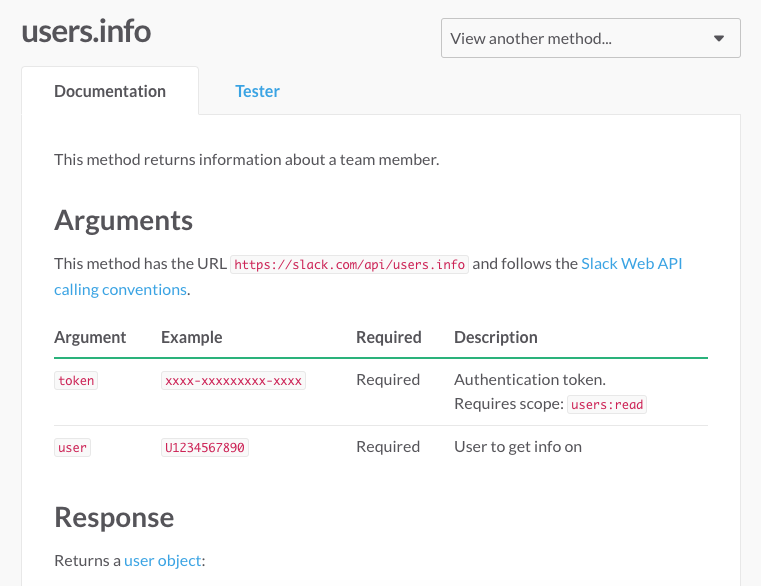 users.info
View another method...
Documentation
Tester
This method returns information about a team member.
Arguments
This method has the URL https://slack.com/api/users.info and follows the Slack Web API
calling conventions.
Argument Example Required Description
token xxxx-xxxxxxxxx-xxxx Required Authentication token.
Requires scope: users:read
user U1234567890 Required User to get info on
Response
Returns a user object: